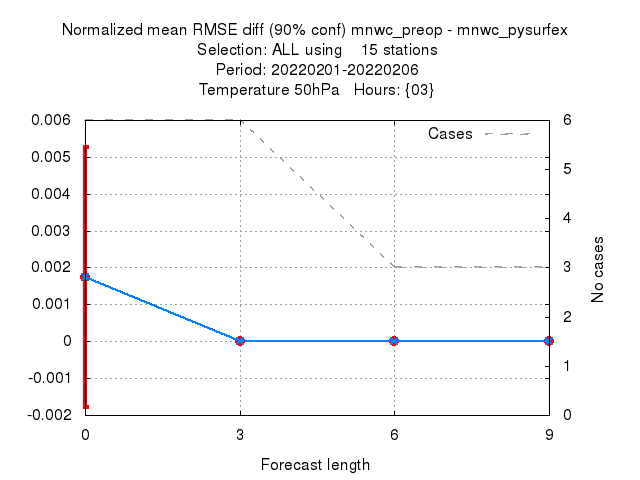 Normalized mean RMSE diff (90% conf) mnwc_preop - mnwc_pysurfex
Selection: ALL using 15 stations
Period: 20220201-20220206
Temperature 50hPa Hours: {03}
Cases
0.006
0.005
0.004
0.003
0.002
0.001
0
-0.001
-0.002
6
5
4
3
2
1
0
No cases
0 3 6 9
Forecast length